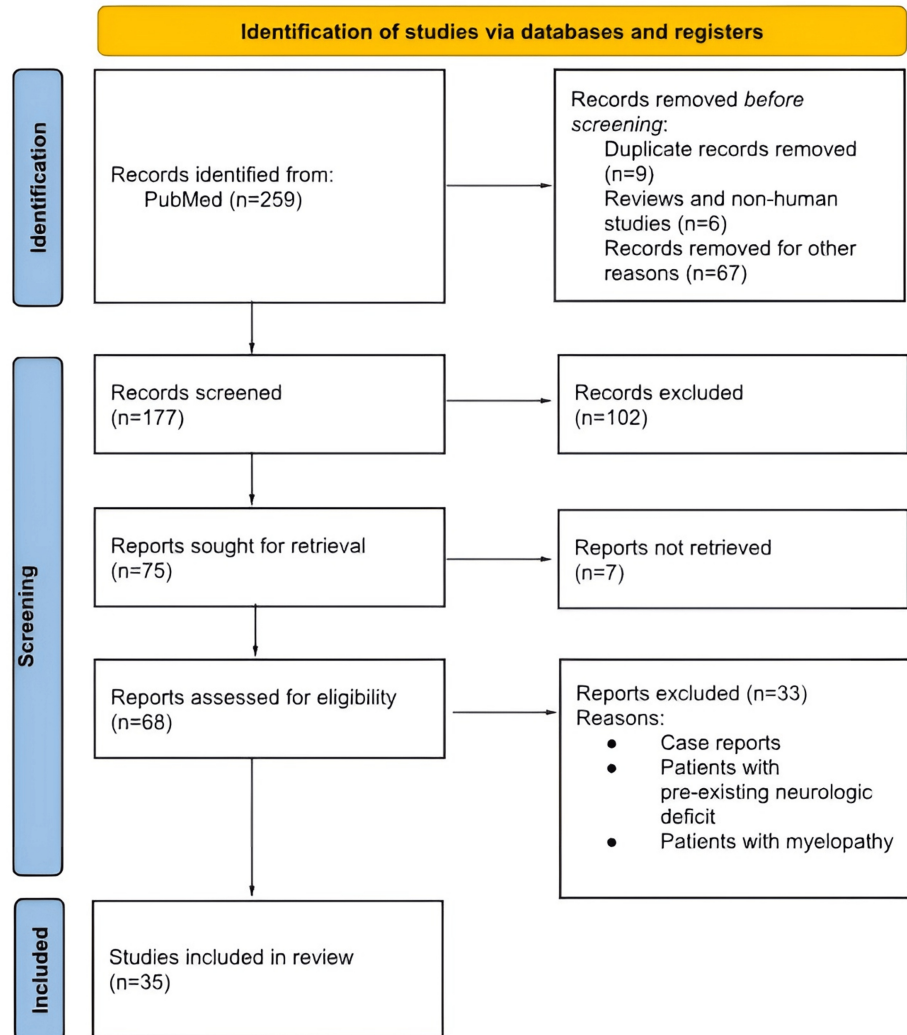 Identification of studies via databases and registers
Identification
Records identified from:
PubMed (n=259)
Records removed before
screening:
Duplicate records removed
(n=9)
Reviews and non-human
studies (n=6)
Records removed for other
reasons (n=67)
Screening
Records screened
(n=177)
Records excluded
(n=102)
Reports sought for retrieval
(n=75)
Reports not retrieved
(n=7)
Reports assessed for eligibility
(n=68)
Reports excluded (n=33)
Reasons:
● Case reports
● Patients with
pre-existing neurologic
deficit
● Patients with myelopathy
Included
Studies included in review
(n=35)